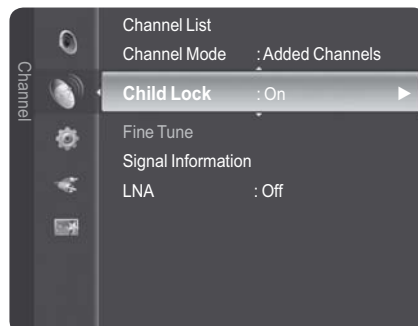 Channel
Channel List
Channel Mode : Added Channels
Child Lock : On
Fine Tune
Signal Information
LNA : Off